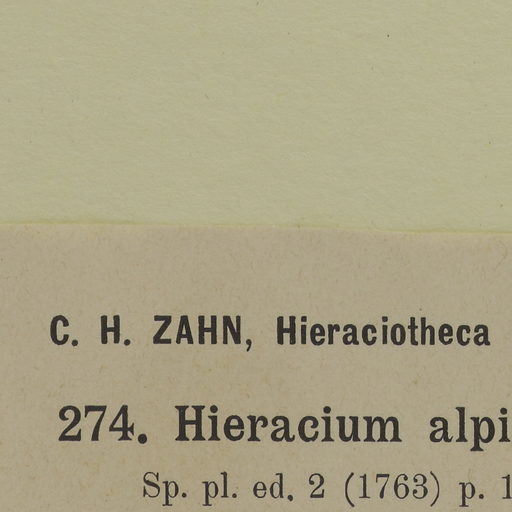 C. H. ZAHN, Hieraciotheca
274. Hieracium alpi
Sp. pl. ed. 2 (1763) p. 1